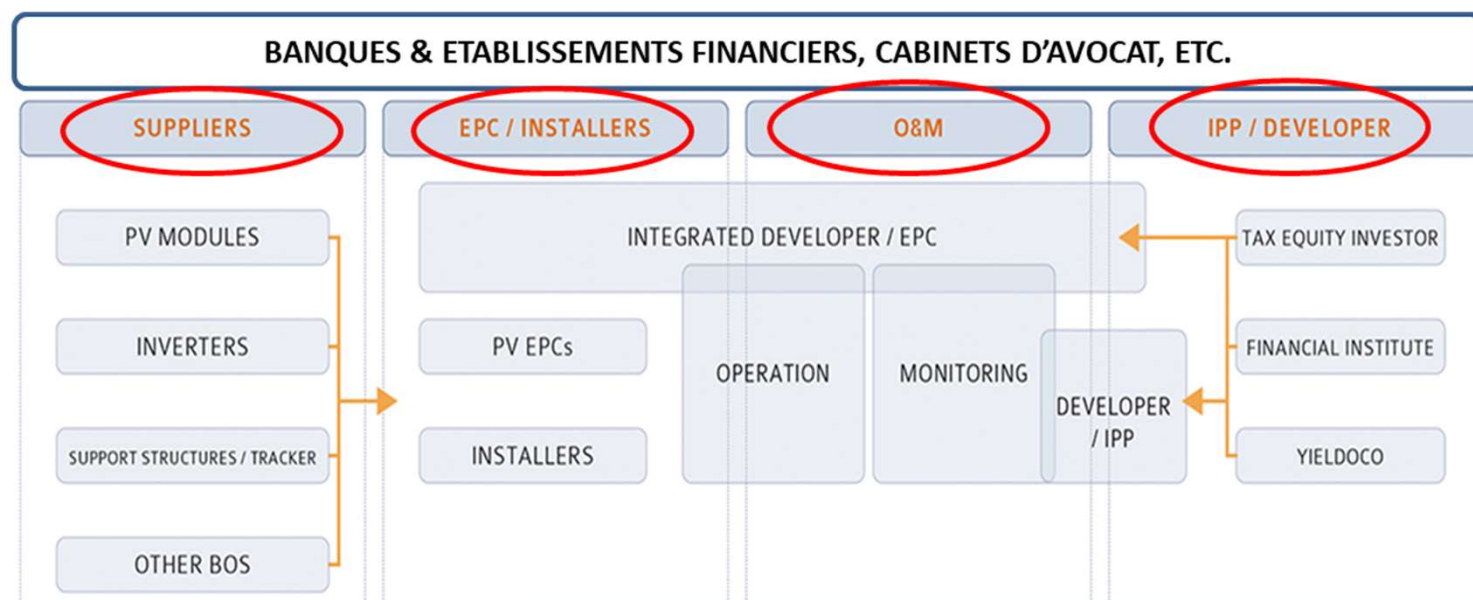 BANQUES & ETABLISSEMENTS FINANCIERS, CABINETS D'AVOCAT, ETC.
SUPPLIERS
EPC / INSTALLERS
O&M
IPP / DEVELOPER
PV MODULES
INVERTERS
SUPPORT STRUCTURES / TRACKER
OTHER BOS
INTEGRATED DEVELOPER / EPC
PV EPCs
INSTALLERS
OPERATION
MONITORING
DEVELOPER
/ IPP
TAX EQUITY INVESTOR
FINANCIAL INSTITUTE
YIELDOCO